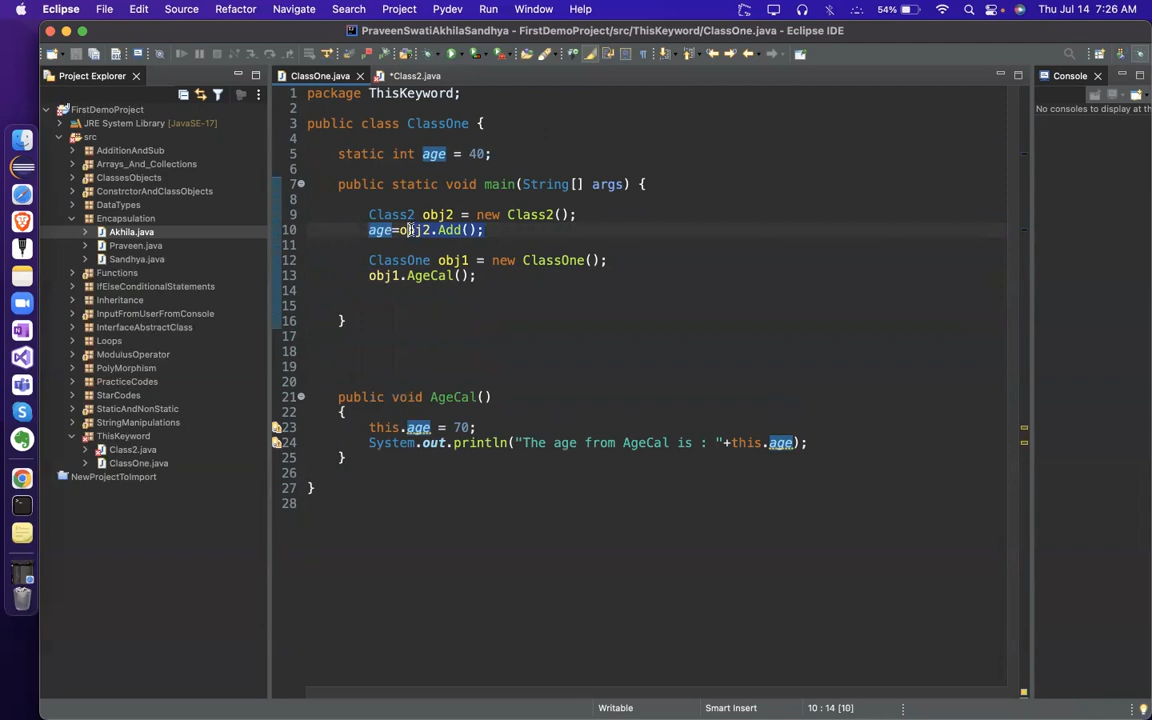 Eclipse File Edit Source Refactor Navigate Search Project Pydev Run Window Help 54% Thu Jul 14 7:26 AM
PraveenSwatiAkhilaSandhya - FirstDemoProject/src/ThisKeyword/ClassOne.java - Eclipse IDE
Project Explorer
ClassOne.java
*Class2.java
Console
No consoles to display at th
FirstDemoProject
JRE System Library [JavaSE-17]
src
AdditionAndSub
Arrays_And_Collections
ClassesObjects
ConstrctorAndClassObjects
DataTypes
Encapsulation
Akhila.java
Praveen.java
Sandhya.java
Functions
IfElseConditionalStatements
Inheritance
InputFromUserFromConsole
InterfaceAbstractClass
Loops
ModulusOperator
PolyMorphism
PracticeCodes
StarCodes
StaticAndNonStatic
StringManipulations
ThisKeyword
Class2.java
ClassOne.java
NewProjectToImport
1 package ThisKeyword;
2
3 public class ClassOne {
4
5 static int age = 40;
6
7 public static void main(String[] args) {
8
9 Class2 obj2 = new Class2();
10 age=obj2.Add();
11
12 ClassOne obj1 = new ClassOne();
13 obj1.AgeCal();
14
15
16 }
17
18
19
20
21 public void AgeCal()
22 {
23 this.age = 70;
24 System.out.println("The age from AgeCal is : "+this.age);
25 }
26
27 }
28
Writable Smart Insert 10 : 14 [10]